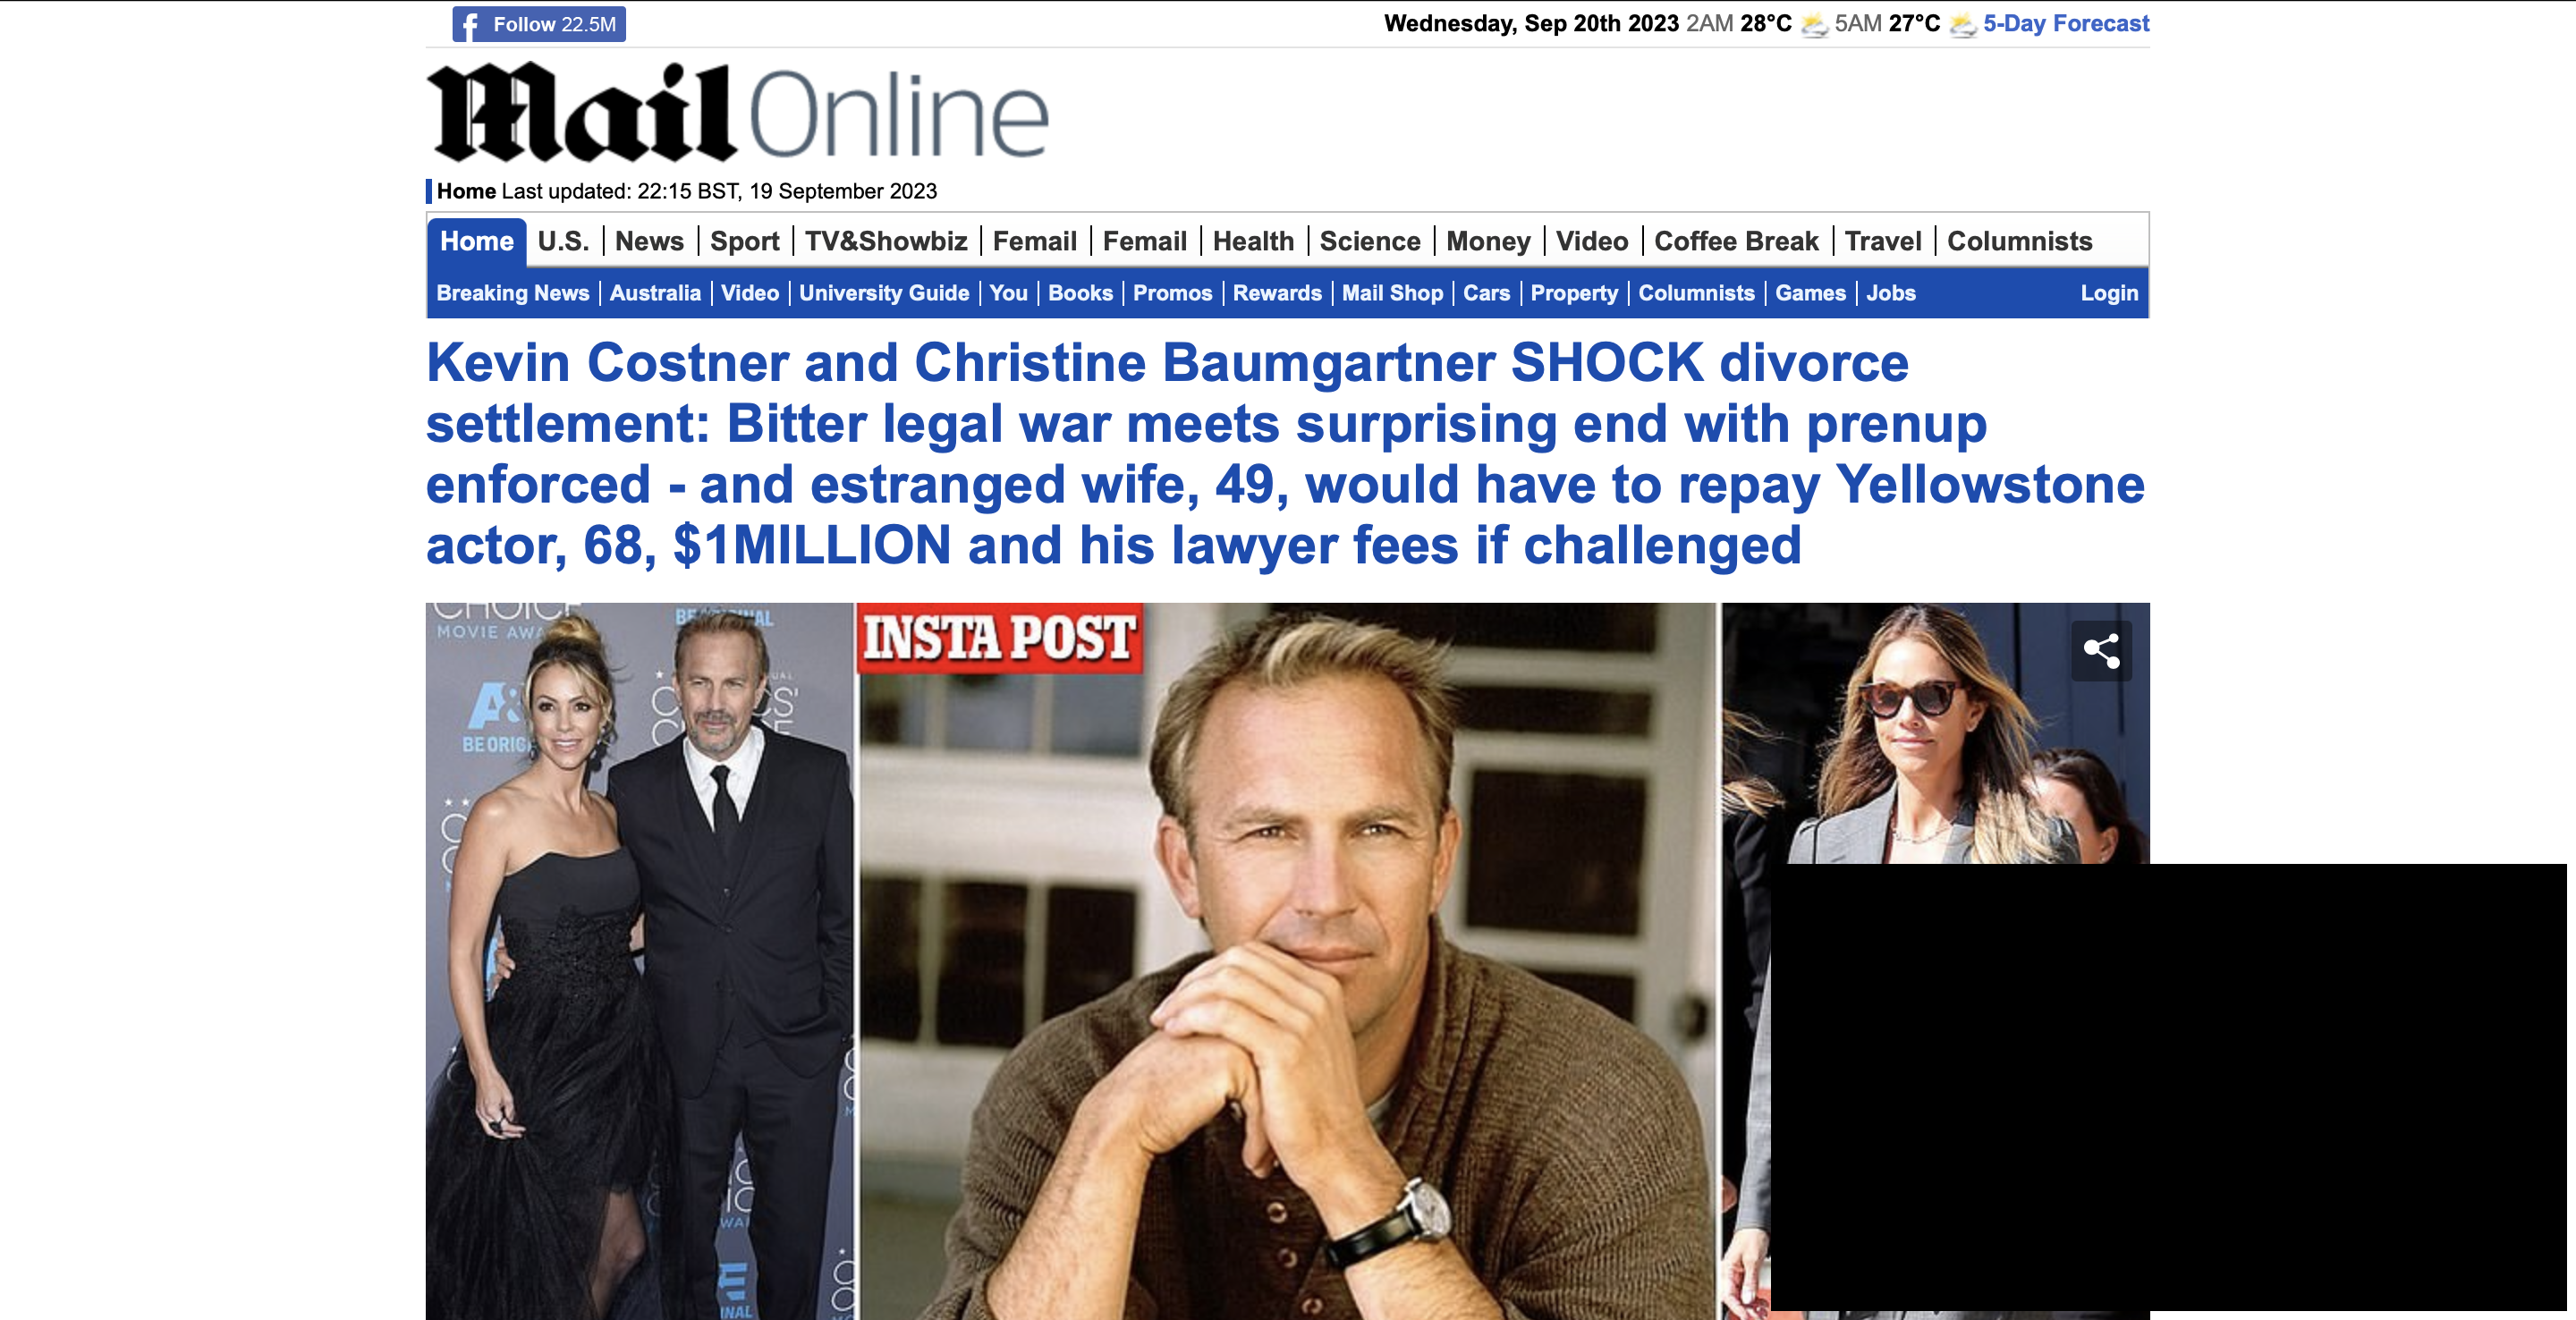 Follow 22.5M
Wednesday, Sep 20th 2023 2AM 28°C 5AM 27°C 5-Day Forecast
Mail Online
Home Last updated: 22:15 BST, 19 September 2023
Home U.S. News Sport TV&Showbiz Femail Femail Health Science Money Video Coffee Break Travel Columnists
Breaking News Australia Video University Guide You Books Promos Rewards Mail Shop Cars Property Columnists Games Jobs Login
Kevin Costner and Christine Baumgartner SHOCK divorce
settlement: Bitter legal war meets surprising end with prenup
enforced - and estranged wife, 49, would have to repay Yellowstone
actor, 68, $1MILLION and his lawyer fees if challenged
CHOICE
MOVIE AWA
INSTA POST
A&
BE ORIG